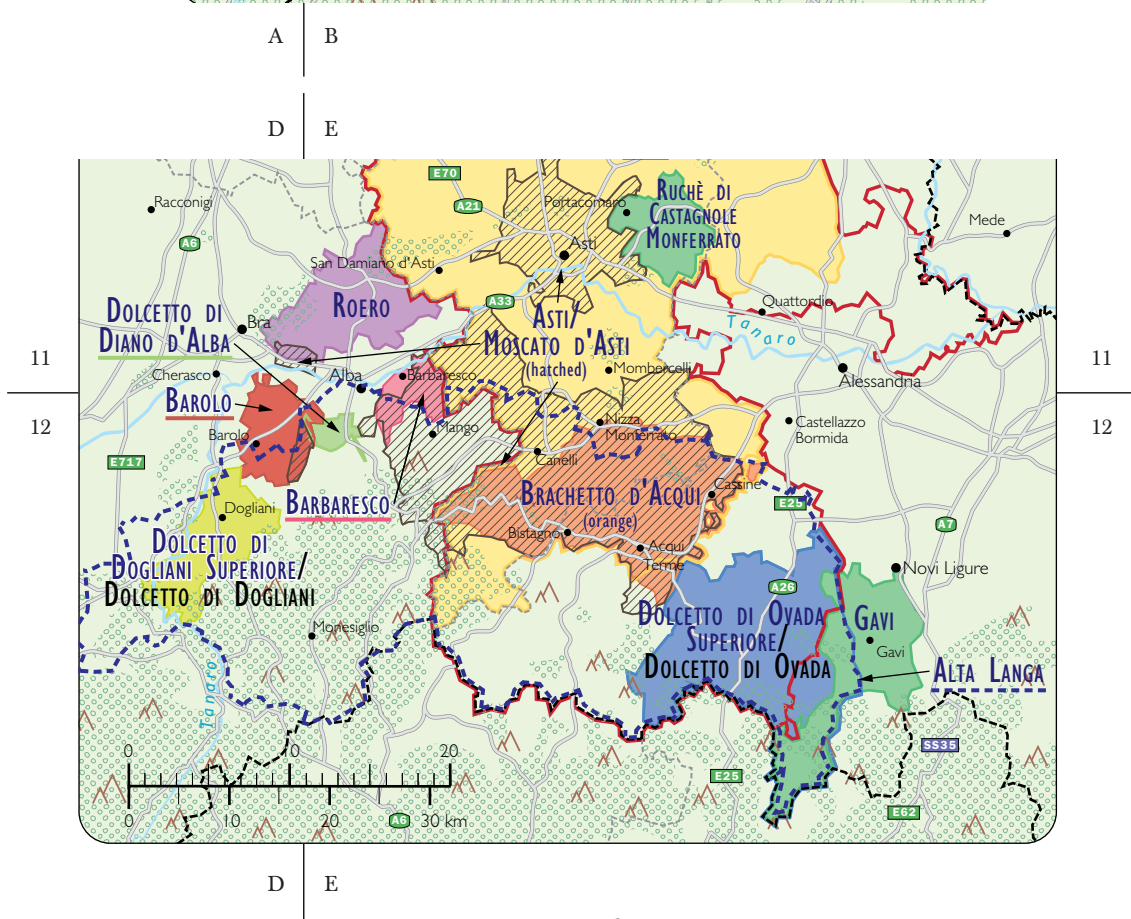 A B
D E
E70
Racconigi
A21
Portacomaro
RUCHÈ DI
CASTAGNOLE
MONFERRATO
Mede
A6
Asti
San Damiano d'Asti
ROERO
A33
Quattordio
Tanaro
DOLCETTO DI
DIANO D'ALBA
Bra
ASTI/
MOSCATO D'ASTI
(hatched)
11
11
Cherasco
Alba
Barbaresco
Mombercelli
Alessandria
BAROLO
12
12
Barolo
Mango
Nizza
Monferrato
Castellazzo
Bormida
E717
Canelli
BARBARESCO
BRACHETTO D'ACQUI
(orange)
Cassine
E25
Dogliani
A7
Bistagno
Acqui
Terme
DOLCETTO DI
DOGLIANI SUPERIORE/
DOLCETTO DI DOGLIANI
Novi Ligure
A26
DOLCETTO DI OVADA
SUPERIORE/
DOLCETTO DI OVADA
GAVI
Gavi
Monesiglio
ALTA LANGA
Tanaro
0 10 20
SS35
E25
0 10 20 30 km
A6
E62
D E